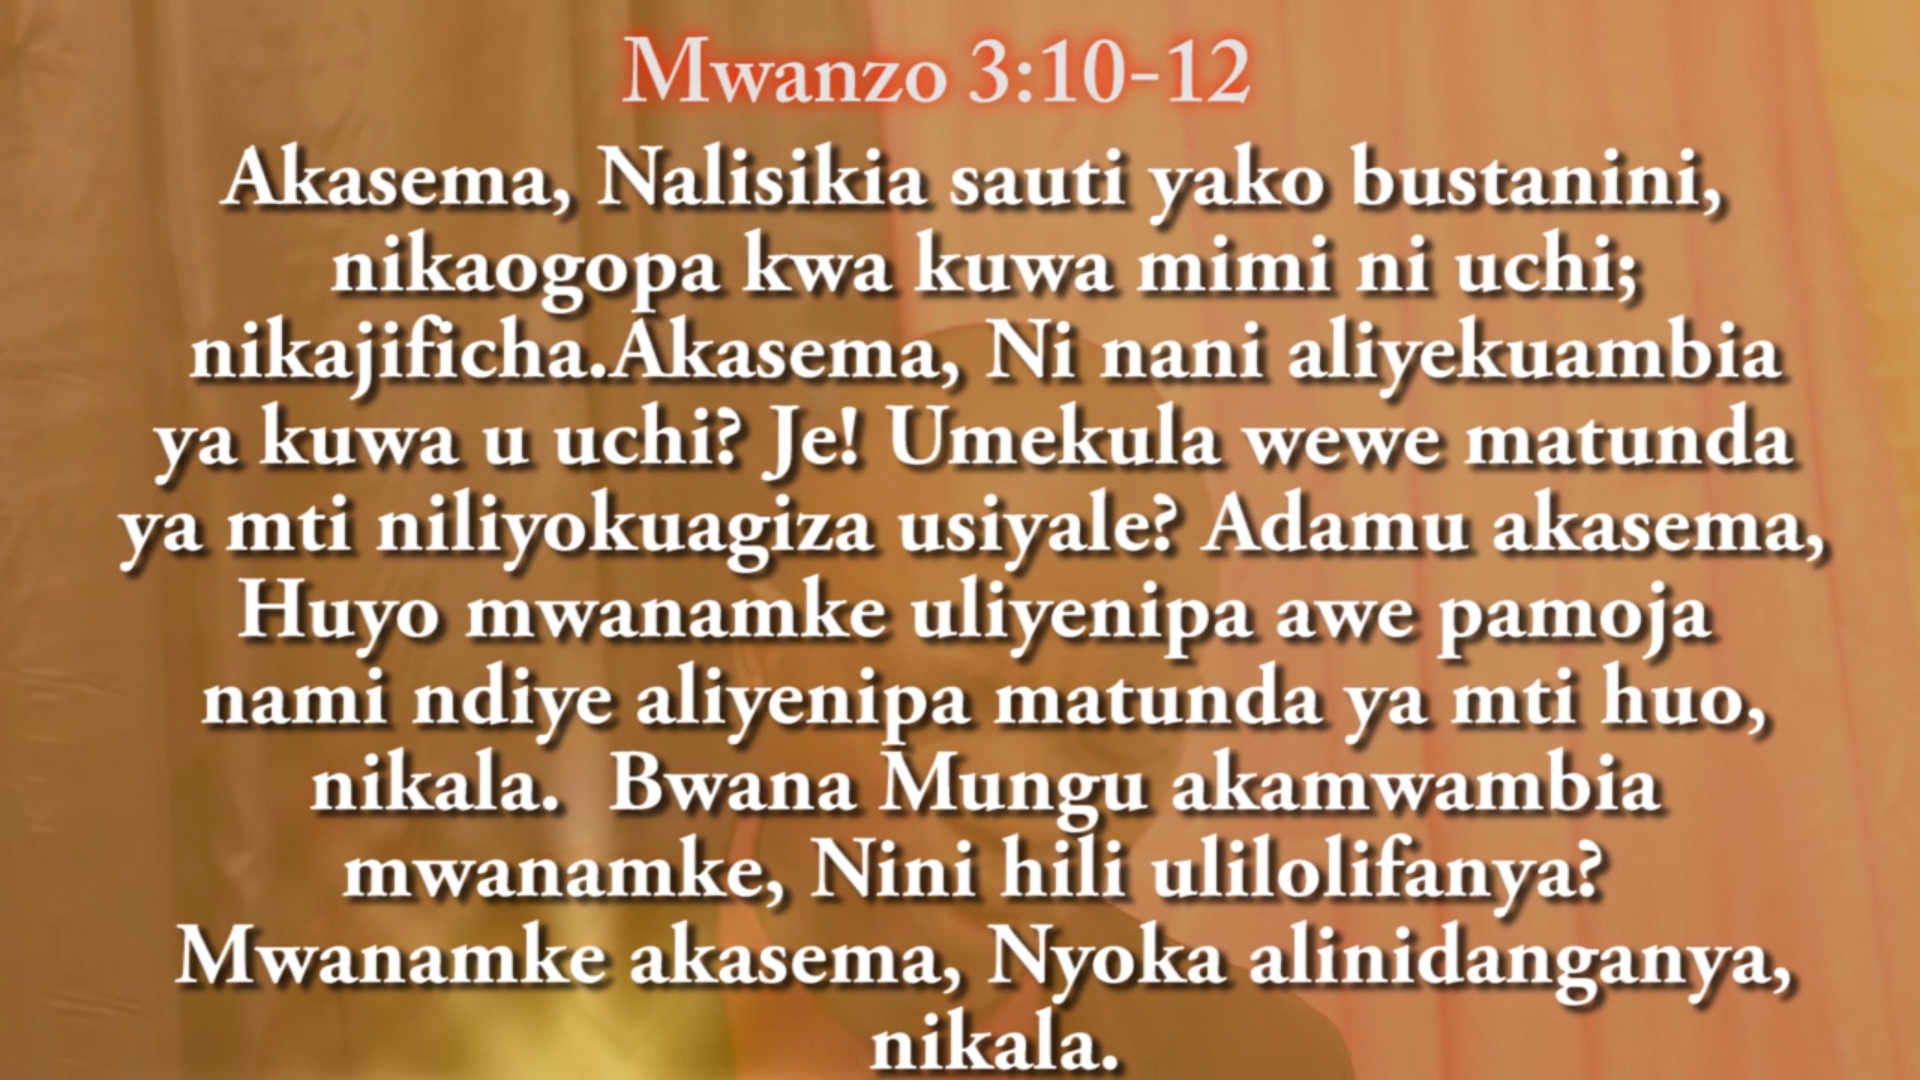 Mwanzo 3:10-12
Akasema, Nalisikia sauti yako bustanini,
nikaogopa kwa kuwa mimi ni uchi;
nikajificha.Akasema, Ni nani aliyekuambia
ya kuwa u uchi? Je! Umekula wewe matunda
ya mti niliyokuagiza usiyale? Adamu akasema,
Huyo mwanamke uliyenipa awe pamoja
nami ndiye aliyenipa matunda ya mti huo,
nikala.  Bwana Mungu akamwambia
mwanamke, Nini hili ulilolifanya?
Mwanamke akasema, Nyoka alinidanganya,
nikala.